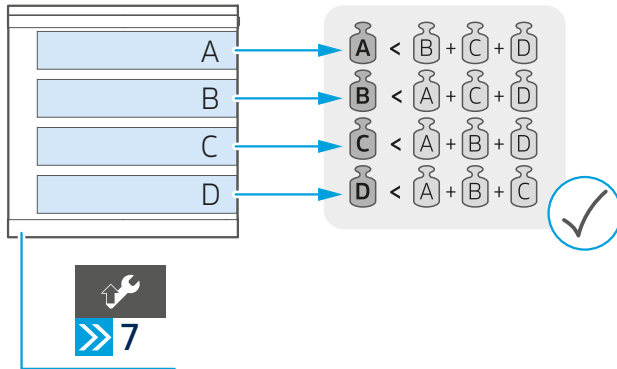 A A < B + C + D
B B < A + C + D
C C < A + B + D
D D < A + B + C
7